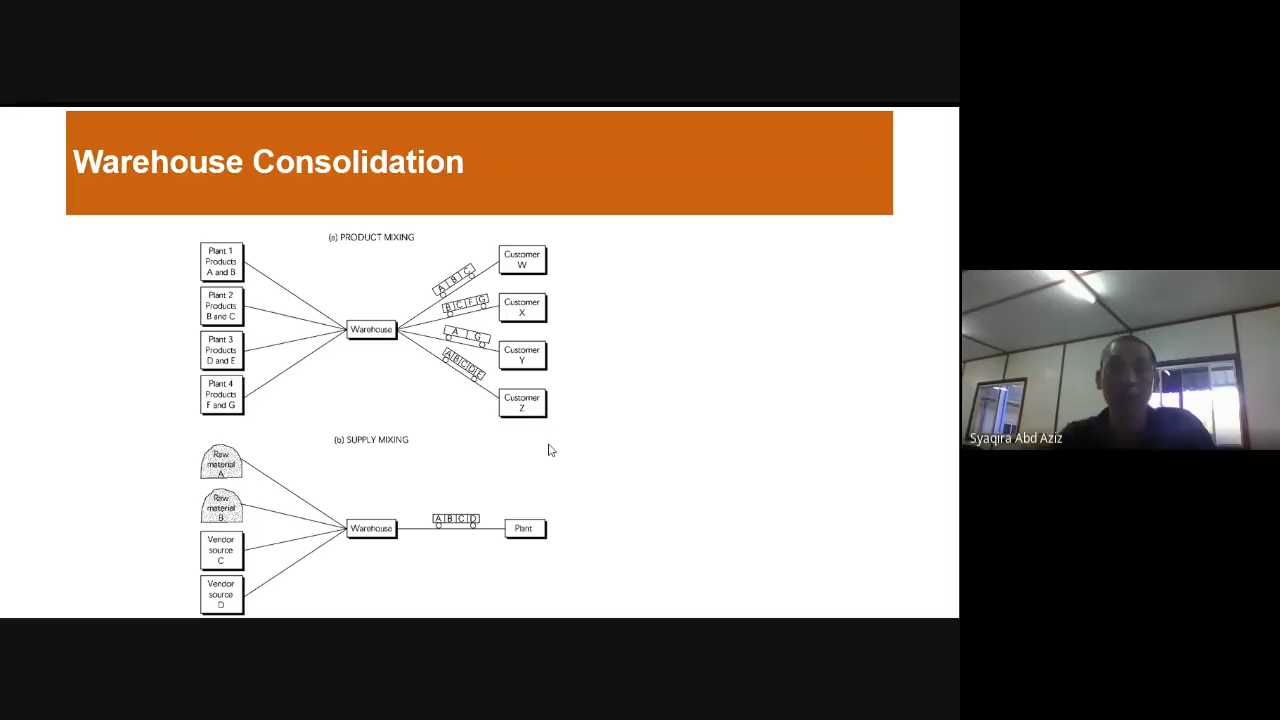 Warehouse Consolidation
(a) PRODUCT MIXING
Plant 1
Products
A and B
Plant 2
Products
B and C
Plant 3
Products
D and E
Plant 4
Products
F and G
Warehouse
A B C
B C F G
A G
A B C D E
Customer
W
Customer
X
Customer
Y
Customer
Z
(b) SUPPLY MIXING
Raw
material
A
Raw
material
B
Vendor
source
C
Vendor
source
D
Warehouse
A B C D
Plant
Syaqira Abd Aziz